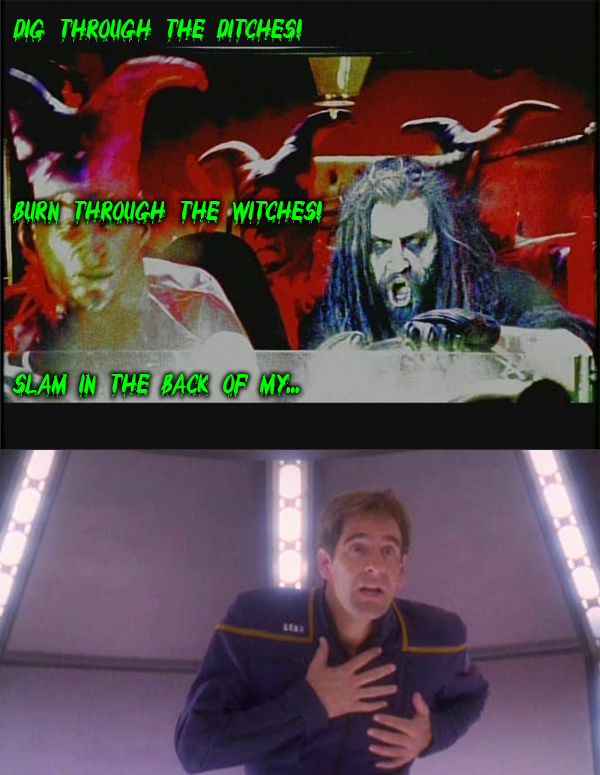 DIG THROUGH THE DITCHES!
BURN THROUGH THE WITCHES!
SLAM IN THE BACK OF MY...